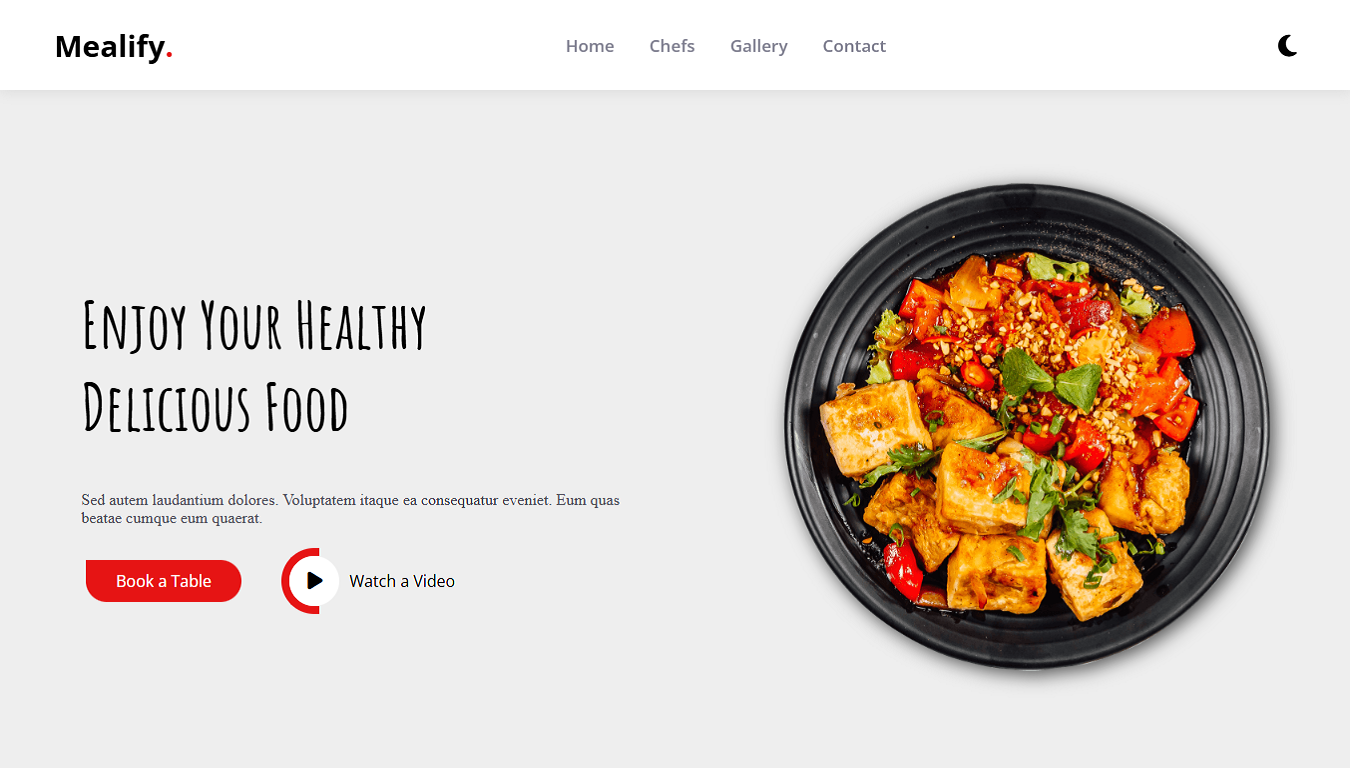 Mealify.
Home
Chefs
Gallery
Contact
Enjoy Your Healthy
Delicious Food
Sed autem laudantium dolores. Voluptatem itaque ea consequatur eveniet. Eum quas
beatae cumque eum quaerat.
Book a Table
Watch a Video